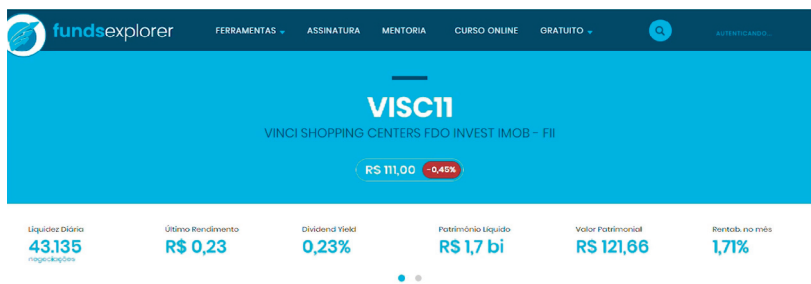 fundsexplorer
FERRAMENTAS
ASSINATURA
MENTORIA
CURSO ONLINE
GRATUITO
AUTENTICANDO...
VISC11
VINCI SHOPPING CENTERS FDO INVEST IMOB - FII
R$ 111,00 -0,45%
Liquidez Diária
43.135
negociações
Último Rendimento
R$ 0,23
Dividend Yield
0,23%
Patrimônio Líquido
R$ 1,7 bi
Valor Patrimonial
R$ 121,66
Rentab. no mês
1,71%